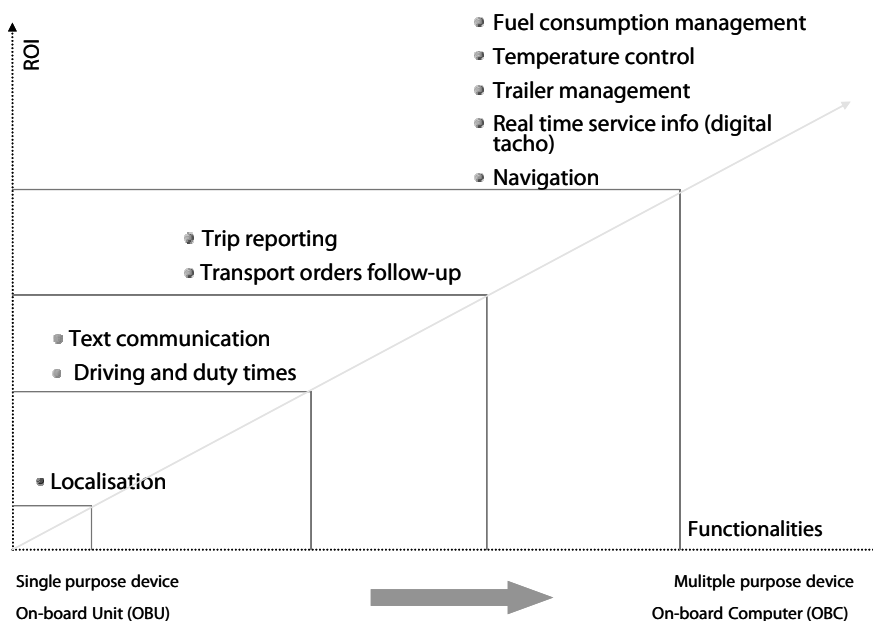 ROI
Fuel consumption management
Temperature control
Trailer management
Real time service info (digital
tacho)
Navigation
Trip reporting
Transport orders follow-up
Text communication
Driving and duty times
Localisation
Functionalities
Single purpose device
On-board Unit (OBU)
Mulitple purpose device
On-board Computer (OBC)